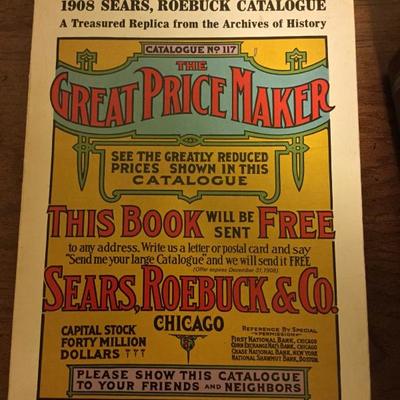 1908 SEARS, ROEBUCK CATALOGUE
A Treasured Replica from the Archives of History
CATALOGUE No 117
THE
GREAT PRICE MAKER
SEE THE GREATLY REDUCED
PRICES SHOWN IN THIS
CATALOGUE
THIS BOOK WILL BE SENT FREE
to any address. Write us a letter or postal card and say
"Send me your large Catalogue" and we will send it FREE
(Offer expires December 31, 1908)
SEARS, ROEBUCK & CO.
CHICAGO
CAPITAL STOCK
FORTY MILLION
DOLLARS
REFERENCE BY SPECIAL
PERMISSION
FIRST NATIONAL BANK, CHICAGO
CORN EXCHANGE NAT'L BANK, CHICAGO
CHASE NATIONAL BANK, NEW YORK
NATIONAL SHAWMUT BANK, BOSTON.
PLEASE SHOW THIS CATALOGUE
TO YOUR FRIENDS AND NEIGHBORS